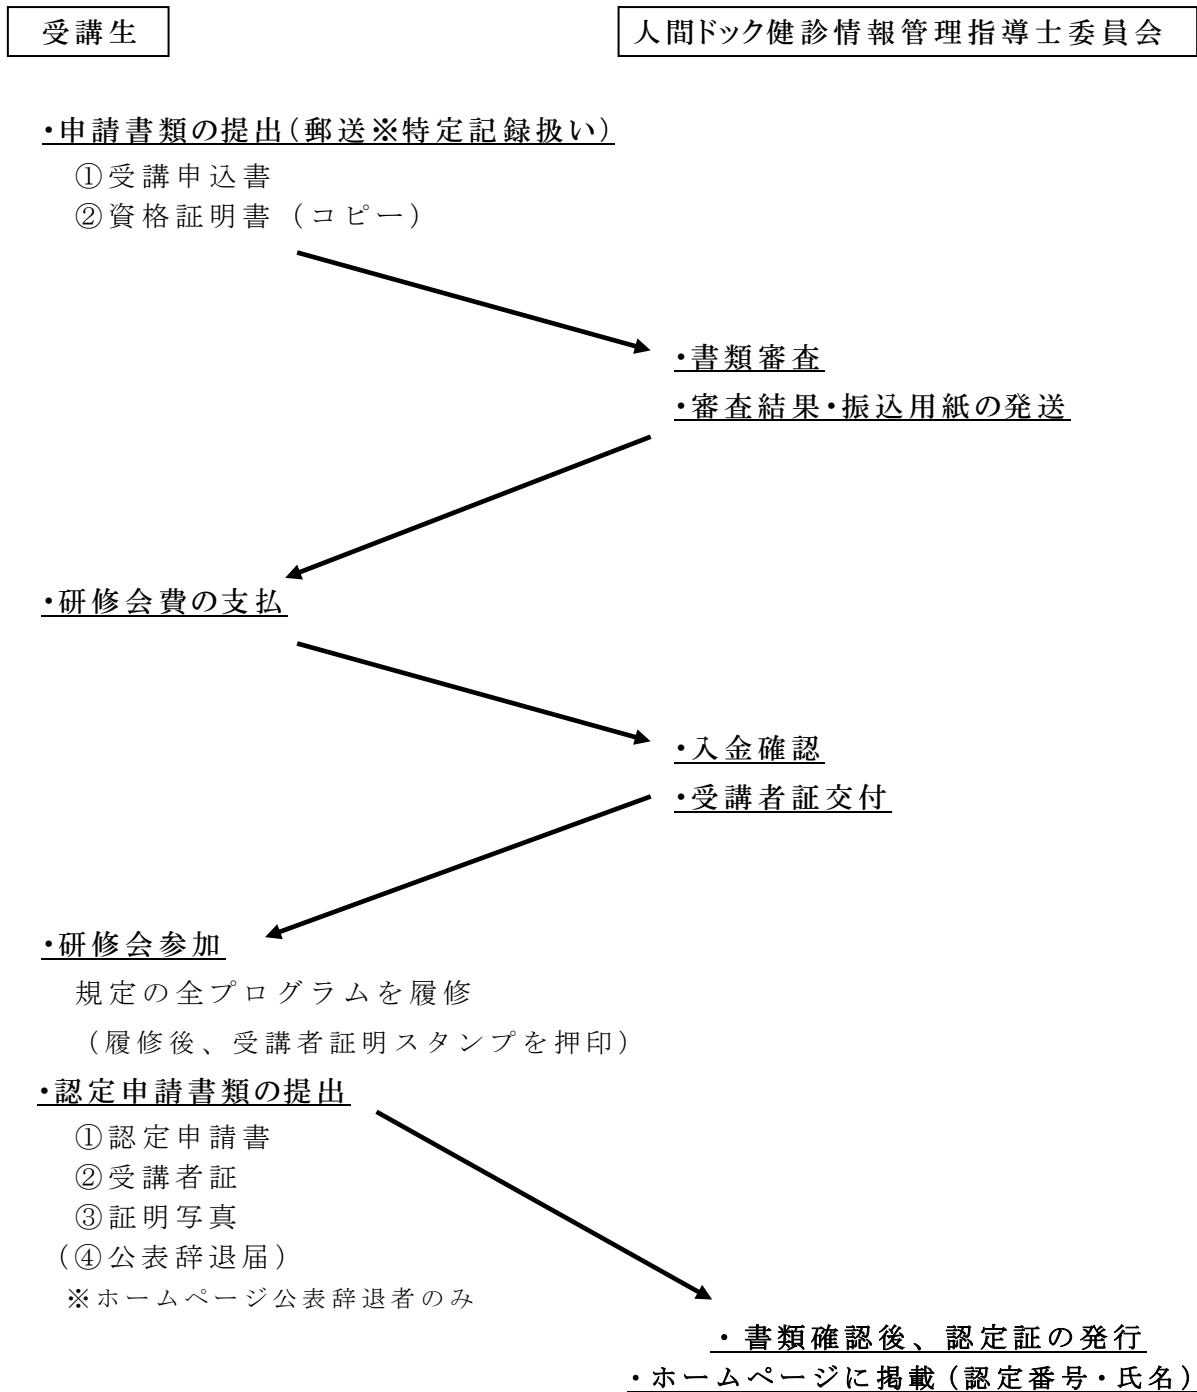 受講生
人間ドック健診情報管理指導士委員会
・申請書類の提出（郵送※特定記録扱い）
①受講申込書
②資格証明書（コピー）
・書類審査
・審査結果・振込用紙の発送
・研修会費の支払
・入金確認
・受講者証交付
・研修会参加
規定の全プログラムを履修
（履修後、受講者証明スタンプを押印）
・認定申請書類の提出
①認定申請書
②受講者証
③証明写真
（④公表辞退届）
※ホームページ公表辞退者のみ
・書類確認後、認定証の発行
・ホームページに掲載（認定番号・氏名）